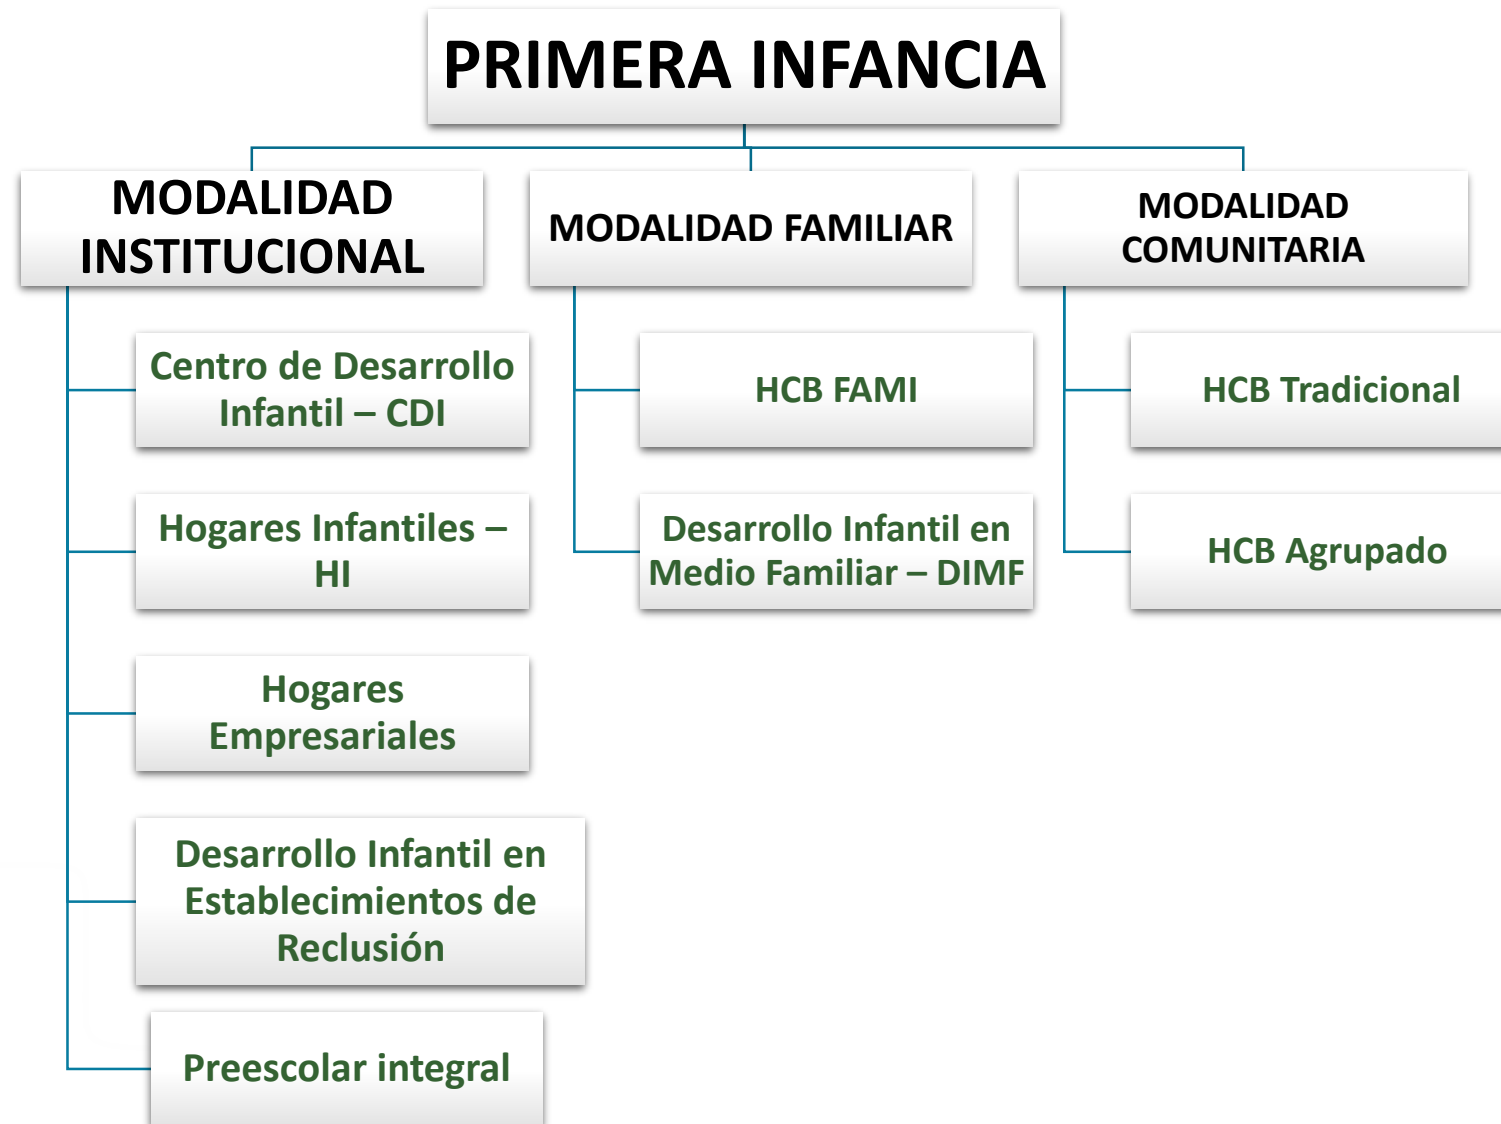 PRIMERA INFANCIA
MODALIDAD
INSTITUCIONAL
Centro de Desarrollo
Infantil – CDI
Hogares Infantiles –
HI
Hogares
Empresariales
Desarrollo Infantil en
Establecimientos de
Reclusión
Preescolar integral
MODALIDAD FAMILIAR
HCB FAMI
Desarrollo Infantil en
Medio Familiar – DIMF
MODALIDAD
COMUNITARIA
HCB Tradicional
HCB Agrupado